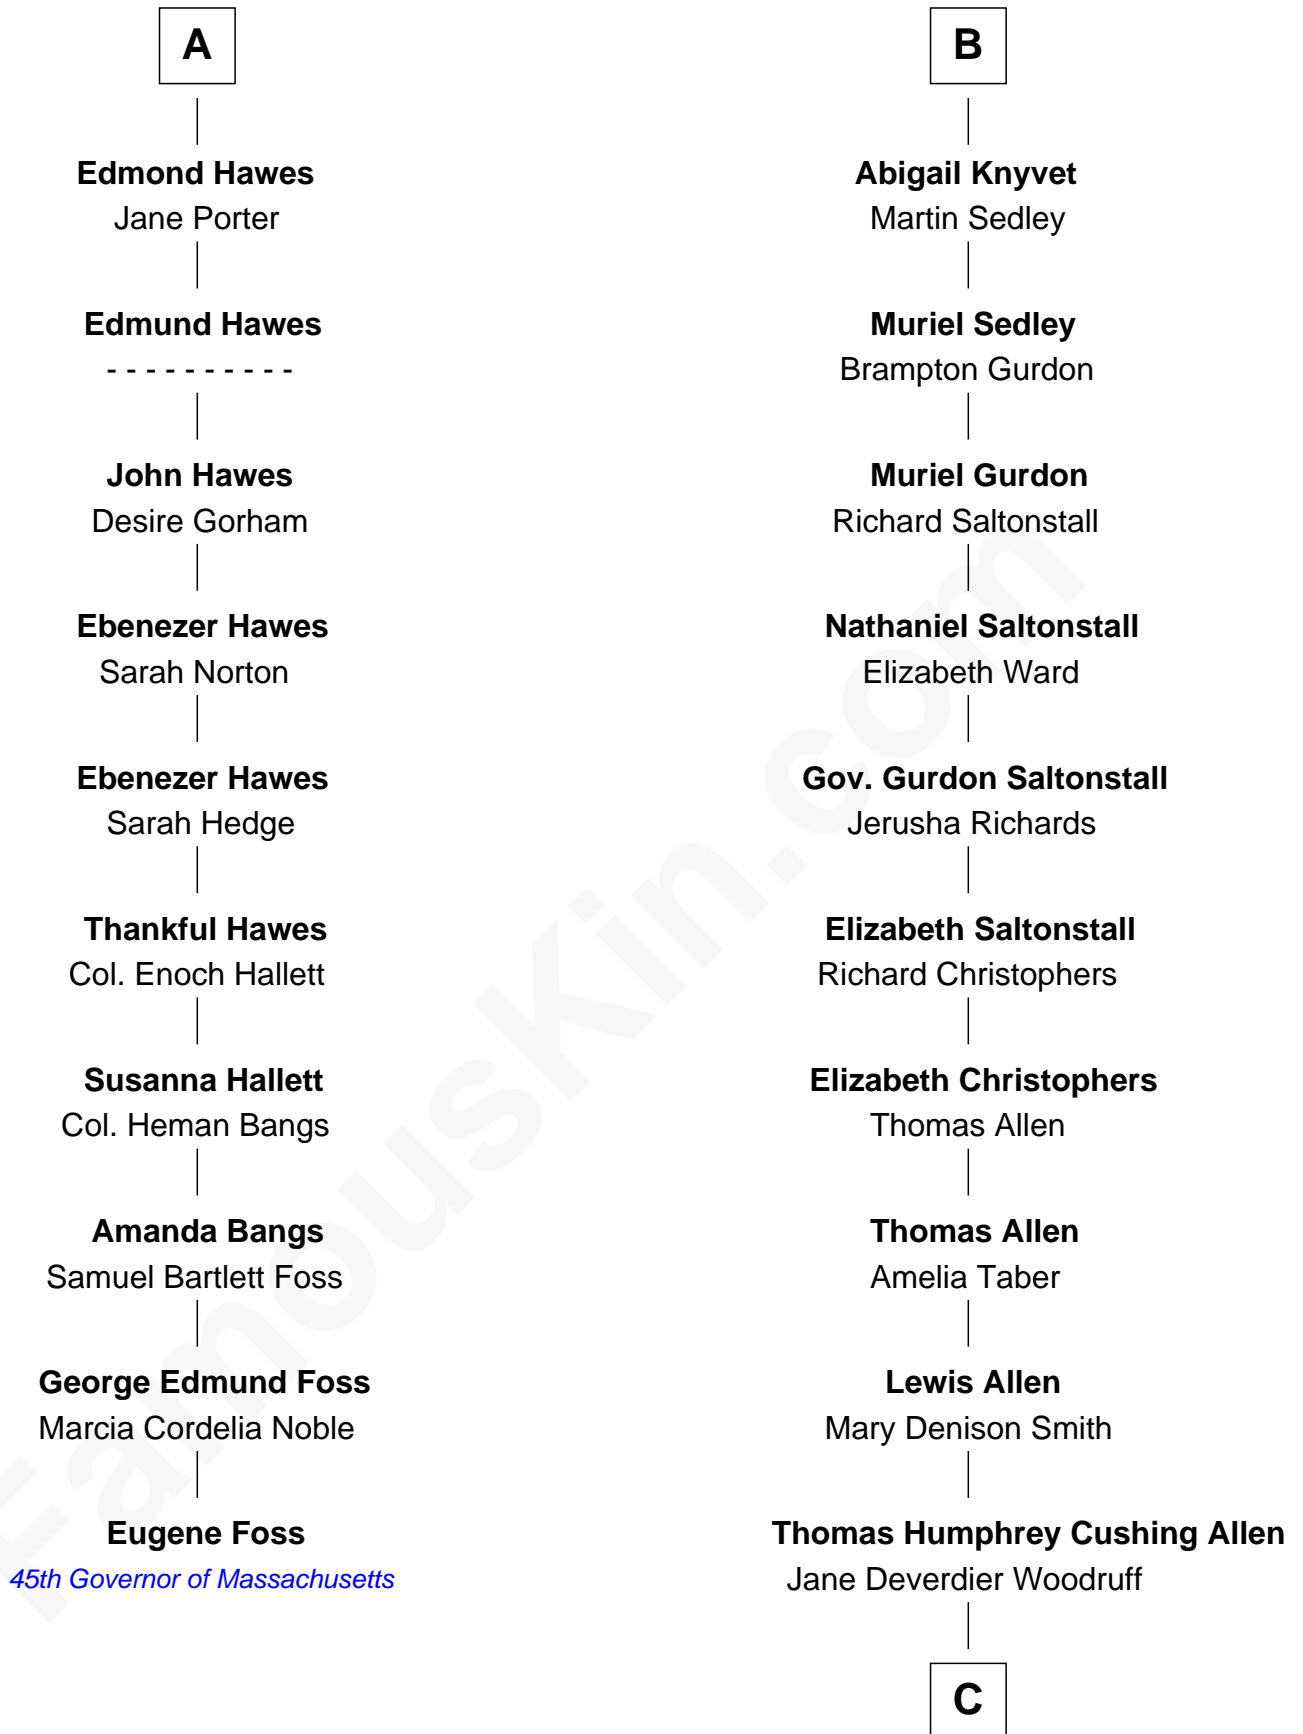 A
Edmond Hawes
Jane Porter
Edmund Hawes
- - - - - - - - - -
John Hawes
Desire Gorham
Ebenezer Hawes
Sarah Norton
Ebenezer Hawes
Sarah Hedge
Thankful Hawes
Col. Enoch Hallett
Susanna Hallett
Col. Heman Bangs
Amanda Bangs
Samuel Bartlett Foss
George Edmund Foss
Marcia Cordelia Noble
Eugene Foss
45th Governor of Massachusetts
B
Abigail Knyvet
Martin Sedley
Muriel Sedley
Brampton Gurdon
Muriel Gurdon
Richard Saltonstall
Nathaniel Saltonstall
Elizabeth Ward
Gov. Gurdon Saltonstall
Jerusha Richards
Elizabeth Saltonstall
Richard Christophers
Elizabeth Christophers
Thomas Allen
Thomas Allen
Amelia Taber
Lewis Allen
Mary Denison Smith
Thomas Humphrey Cushing Allen
Jane Deverdier Woodruff
C
FamousKin.com